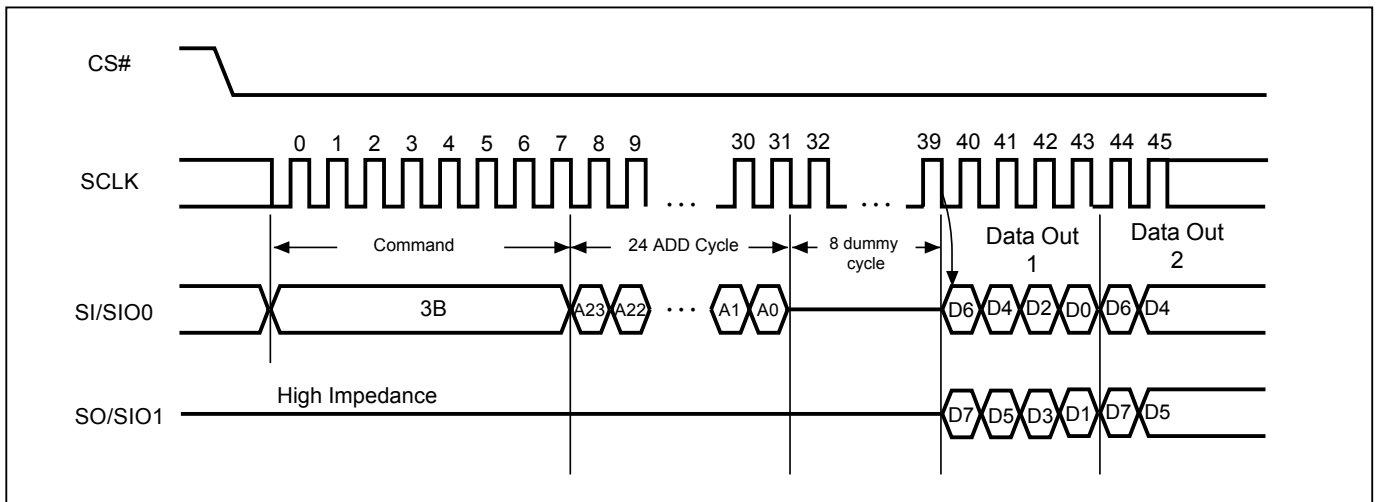 CS#
0 1 2 3 4 5 6 7 8 9 30 31 32 39 40 41 42 43 44 45
SCLK
... ...
Command 24 ADD Cycle 8 dummy cycle Data Out 1 Data Out 2
SI/SIO0 3B A23 A22 ... A1 A0 D6 D4 D2 D0 D6 D4
High Impedance
SO/SIO1 D7 D5 D3 D1 D7 D5